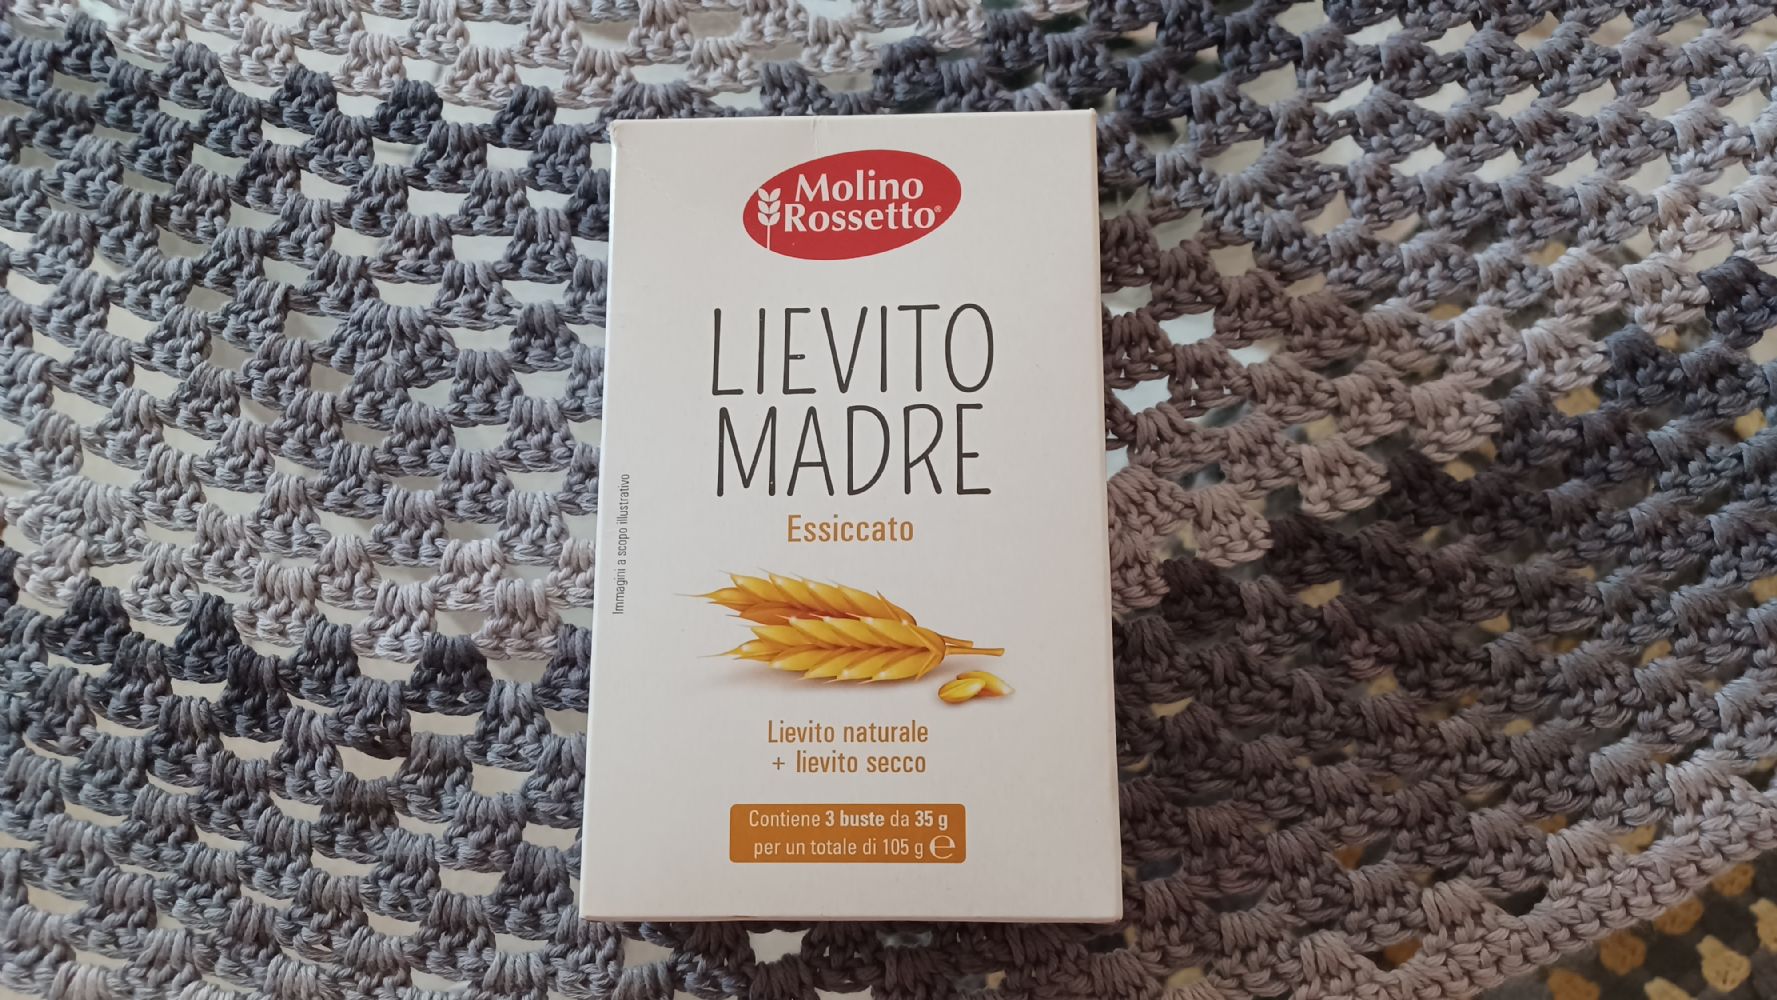 Molino
Rossetto®
LIEVITO
MADRE
Essiccato
Immagini a scopo illustrativo
Lievito naturale
+ lievito secco
Contiene 3 buste da 35 g
per un totale di 105 g ℮